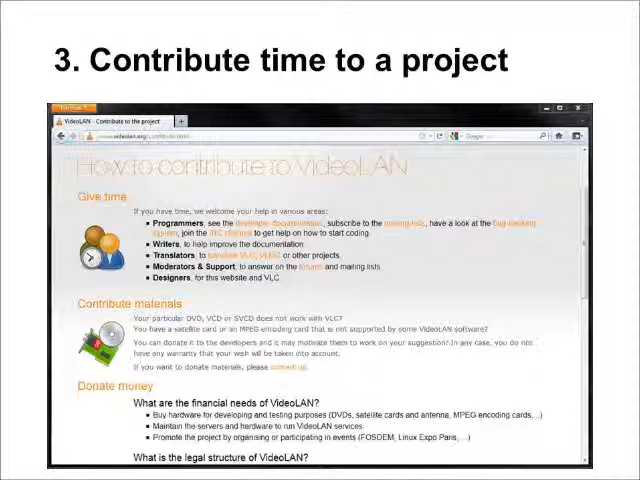 3. Contribute time to a project
VideoLAN - Contribute to the project
www.videolan.org/contribute.html
Google
How to contribute to VideoLAN
Give time
If you have time, we welcome your help in various areas:
Programmers, see the developer documentation, subscribe to the mailing-lists, have a look at the bug-tracking
system, join the IRC channel to get help on how to start coding.
Writers, to help improve the documentation
Translators, to translate VLC, VLMC or other projects
Moderators & Support, to answer on the forums and mailing lists
Designers, for this website and VLC
Contribute materials
Your particular DVD, VCD or SVCD does not work with VLC?
You have a satellite card or an MPEG encoding card that is not supported by some VideoLAN software?
You can donate it to the developers and it may motivate them to work on your suggestion! In any case, you do not
have any warranty that your wish will be taken into account.
If you want to donate materials, please contact us.
Donate money
What are the financial needs of VideoLAN?
Buy hardware for developing and testing purposes (DVDs, satellite cards and antenna, MPEG encoding cards,...)
Maintain the servers and hardware to run VideoLAN services
Promote the project by organising or participating in events (FOSDEM, Linux Expo Paris, ...)
What is the legal structure of VideoLAN?